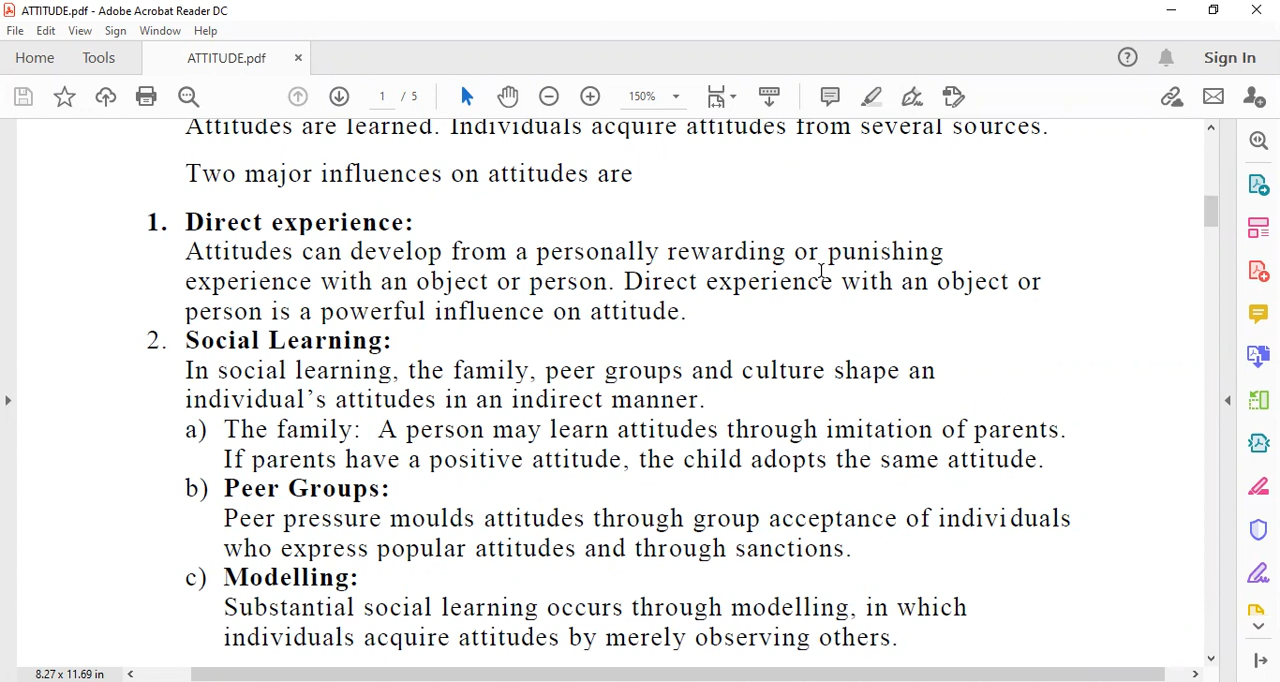 ATTITUDE.pdf - Adobe Acrobat Reader DC
File Edit View Sign Window Help
Home Tools ATTITUDE.pdf × Sign In
1 / 5 150%
Attitudes are learned. Individuals acquire attitudes from several sources.
Two major influences on attitudes are
1. Direct experience:
Attitudes can develop from a personally rewarding or punishing
experience with an object or person. Direct experience with an object or
person is a powerful influence on attitude.
2. Social Learning:
In social learning, the family, peer groups and culture shape an
individual's attitudes in an indirect manner.
a) The family: A person may learn attitudes through imitation of parents.
If parents have a positive attitude, the child adopts the same attitude.
b) Peer Groups:
Peer pressure moulds attitudes through group acceptance of individuals
who express popular attitudes and through sanctions.
c) Modelling:
Substantial social learning occurs through modelling, in which
individuals acquire attitudes by merely observing others.
8.27 x 11.69 in